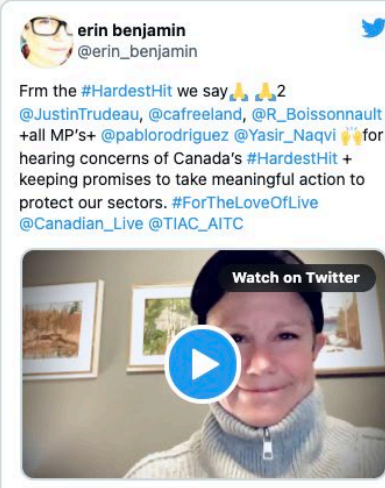 erin benjamin
@erin_benjamin
Frm the #HardestHit we say🙏 🙏2
@JustinTrudeau, @cafreeland, @R_Boissonnault
+all MP's+ @pablorodriguez @Yasir_Naqvi 🙌for
hearing concerns of Canada's #HardestHit +
keeping promises to take meaningful action to
protect our sectors. #ForTheLoveOfLive
@Canadian_Live @TIAC_AITC
Watch on Twitter